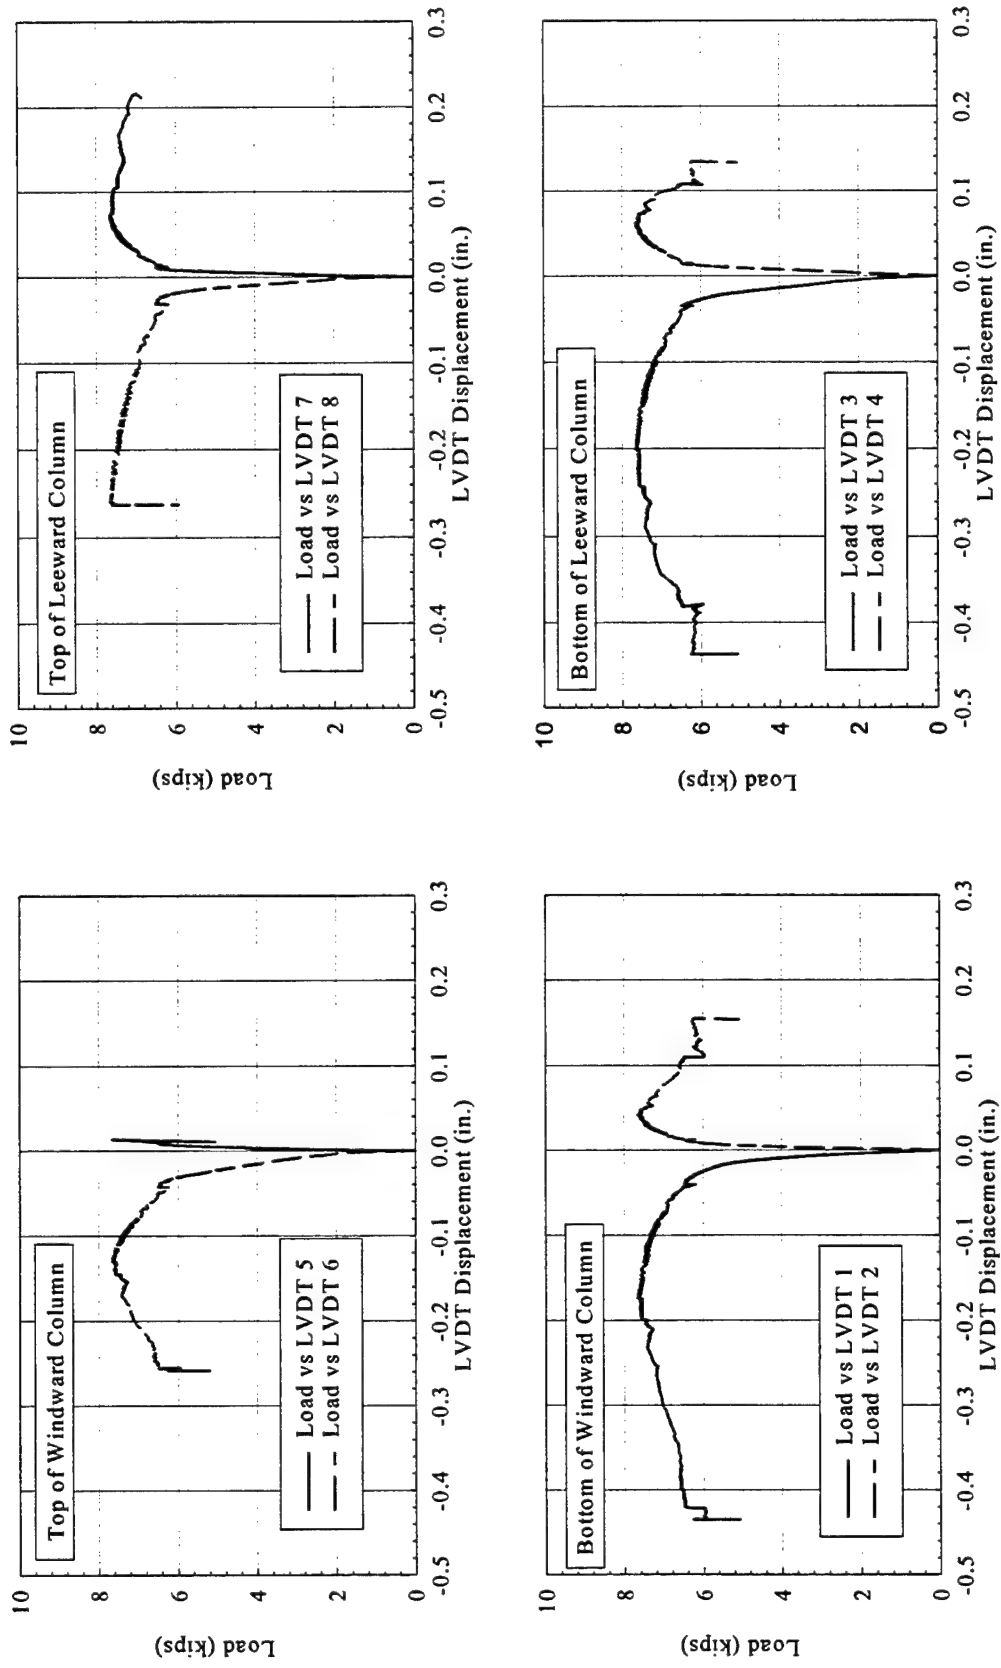 Top of Windward Column
Load (kips)
10
8
6
4
2
0
Load vs LVDT 5
Load vs LVDT 6
-0.5 -0.4 -0.3 -0.2 -0.1 0.0 0.1 0.2 0.3
LVDT Displacement (in.)
Top of Leeward Column
Load (kips)
10
8
6
4
2
0
Load vs LVDT 7
Load vs LVDT 8
-0.5 -0.4 -0.3 -0.2 -0.1 0.0 0.1 0.2 0.3
LVDT Displacement (in.)
Bottom of Windward Column
Load (kips)
10
8
6
4
2
0
Load vs LVDT 1
Load vs LVDT 2
-0.5 -0.4 -0.3 -0.2 -0.1 0.0 0.1 0.2 0.3
LVDT Displacement (in.)
Bottom of Leeward Column
Load (kips)
10
8
6
4
2
0
Load vs LVDT 3
Load vs LVDT 4
-0.5 -0.4 -0.3 -0.2 -0.1 0.0 0.1 0.2 0.3
LVDT Displacement (in.)